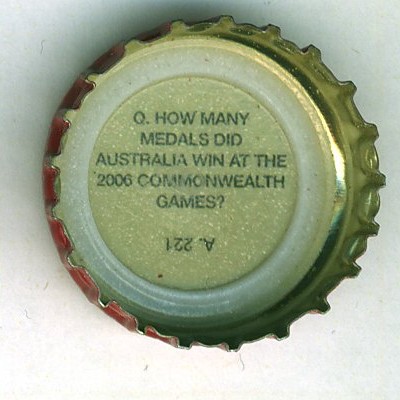 Q. HOW MANY
MEDALS DID
AUSTRALIA WIN AT THE
2006 COMMONWEALTH
GAMES?
A. 221